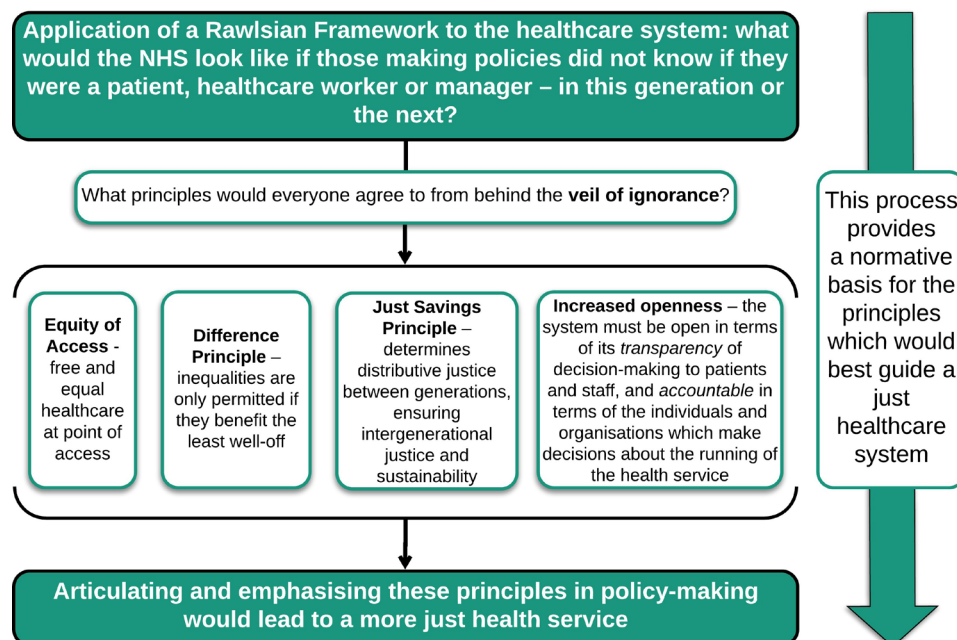 Application of a Rawlsian Framework to the healthcare system: what
would the NHS look like if those making policies did not know if they
were a patient, healthcare worker or manager – in this generation or
the next?
What principles would everyone agree to from behind the veil of ignorance?
Equity of
Access -
free and
equal
healthcare
at point of
access
Difference
Principle –
inequalities are
only permitted if
they benefit the
least well-off
Just Savings
Principle –
determines
distributive justice
between generations,
ensuring
intergenerational
justice and
sustainability
Increased openness – the
system must be open in terms
of its transparency of
decision-making to patients
and staff, and accountable in
terms of the individuals and
organisations which make
decisions about the running of
the health service
Articulating and emphasising these principles in policy-making
would lead to a more just health service
This process
provides
a normative
basis for the
principles
which would
best guide a
just
healthcare
system